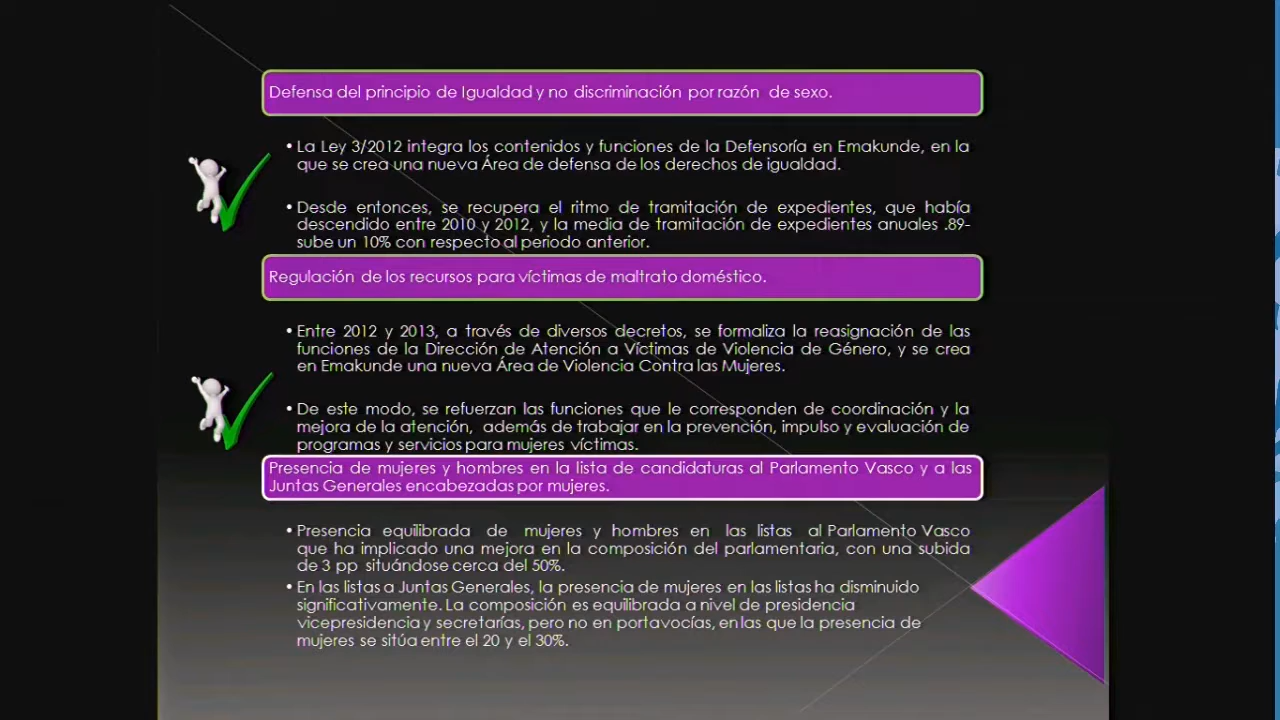 Defensa del principio de Igualdad y no discriminación por razón de sexo.
• La Ley 3/2012 integra los contenidos y funciones de la Defensoría en Emakunde, en la
que se crea una nueva Área de defensa de los derechos de igualdad.
• Desde entonces, se recupera el ritmo de tramitación de expedientes, que había
descendido entre 2010 y 2012, y la media de tramitación de expedientes anuales .89-
sube un 10% con respecto al periodo anterior.
Regulación de los recursos para víctimas de maltrato doméstico.
• Entre 2012 y 2013, a través de diversos decretos, se formaliza la reasignación de las
funciones de la Dirección de Atención a Víctimas de Violencia de Género, y se crea
en Emakunde una nueva Área de Violencia Contra las Mujeres.
• De este modo, se refuerzan las funciones que le corresponden de coordinación y la
mejora de la atención, además de trabajar en la prevención, impulso y evaluación de
programas y servicios para mujeres víctimas.
Presencia de mujeres y hombres en la lista de candidaturas al Parlamento Vasco y a las
Juntas Generales encabezadas por mujeres.
• Presencia equilibrada de mujeres y hombres en las listas al Parlamento Vasco
que ha implicado una mejora en la composición del parlamentaria, con una subida
de 3 pp situándose cerca del 50%.
• En las listas a Juntas Generales, la presencia de mujeres en las listas ha disminuido
significativamente. La composición es equilibrada a nivel de presidencia
vicepresidencia y secretarías, pero no en portavocías, en las que la presencia de
mujeres se sitúa entre el 20 y el 30%.